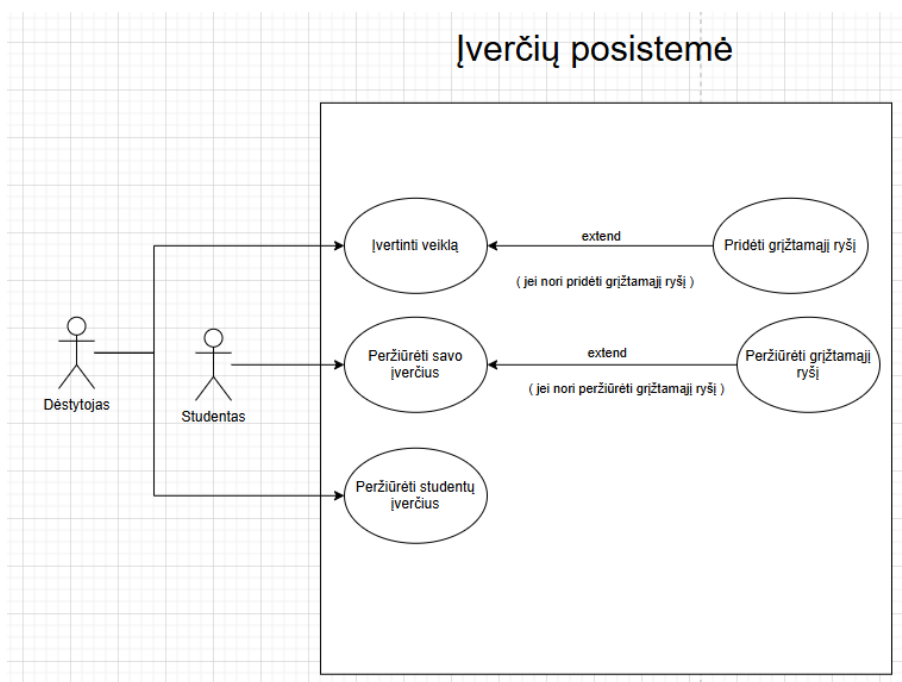 Įverčių posistemė
Įvertinti veiklą
extend
( jei nori pridėti grįžtamąjį ryšį )
Pridėti grįžtamąjį ryšį
Dėstytojas
Studentas
Peržiūrėti savo
įverčius
extend
( jei nori peržiūrėti grįžtamąjį ryšį )
Peržiūrėti grįžtamąjį
ryšį
Peržiūrėti studentų
įverčius